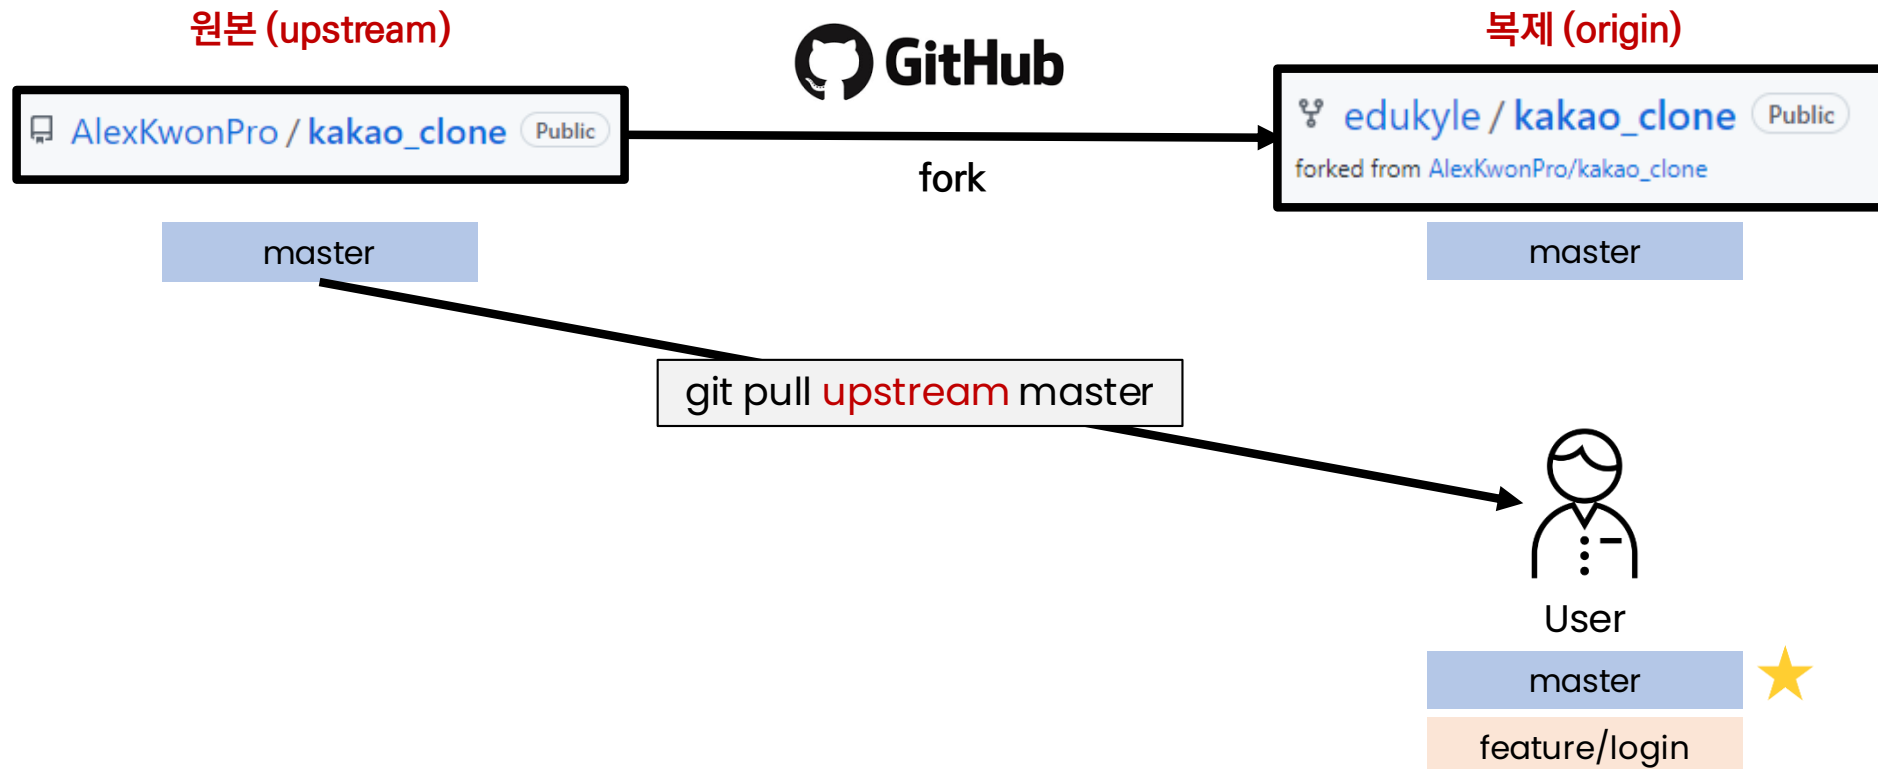 원본 (upstream)
GitHub
복제 (origin)
AlexKwonPro / kakao_clone Public
fork
edukyle / kakao_clone Public
forked from AlexKwonPro/kakao_clone
master
master
git pull upstream master
User
master
feature/login